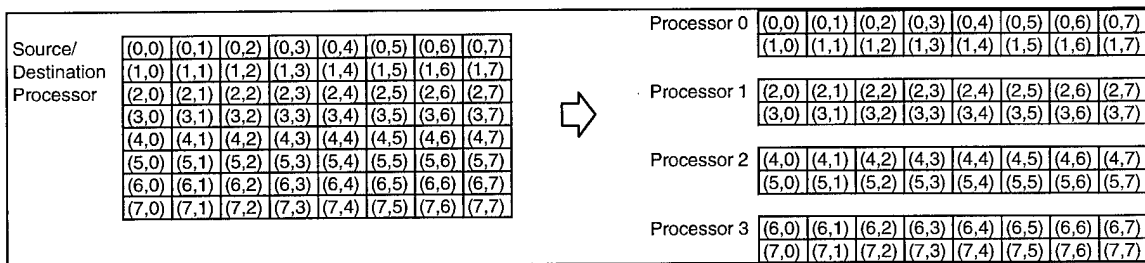 Source/
Destination
Processor
(0,0) (0,1) (0,2) (0,3) (0,4) (0,5) (0,6) (0,7)
(1,0) (1,1) (1,2) (1,3) (1,4) (1,5) (1,6) (1,7)
(2,0) (2,1) (2,2) (2,3) (2,4) (2,5) (2,6) (2,7)
(3,0) (3,1) (3,2) (3,3) (3,4) (3,5) (3,6) (3,7)
(4,0) (4,1) (4,2) (4,3) (4,4) (4,5) (4,6) (4,7)
(5,0) (5,1) (5,2) (5,3) (5,4) (5,5) (5,6) (5,7)
(6,0) (6,1) (6,2) (6,3) (6,4) (6,5) (6,6) (6,7)
(7,0) (7,1) (7,2) (7,3) (7,4) (7,5) (7,6) (7,7)
Processor 0 (0,0) (0,1) (0,2) (0,3) (0,4) (0,5) (0,6) (0,7)
(1,0) (1,1) (1,2) (1,3) (1,4) (1,5) (1,6) (1,7)
Processor 1 (2,0) (2,1) (2,2) (2,3) (2,4) (2,5) (2,6) (2,7)
(3,0) (3,1) (3,2) (3,3) (3,4) (3,5) (3,6) (3,7)
Processor 2 (4,0) (4,1) (4,2) (4,3) (4,4) (4,5) (4,6) (4,7)
(5,0) (5,1) (5,2) (5,3) (5,4) (5,5) (5,6) (5,7)
Processor 3 (6,0) (6,1) (6,2) (6,3) (6,4) (6,5) (6,6) (6,7)
(7,0) (7,1) (7,2) (7,3) (7,4) (7,5) (7,6) (7,7)